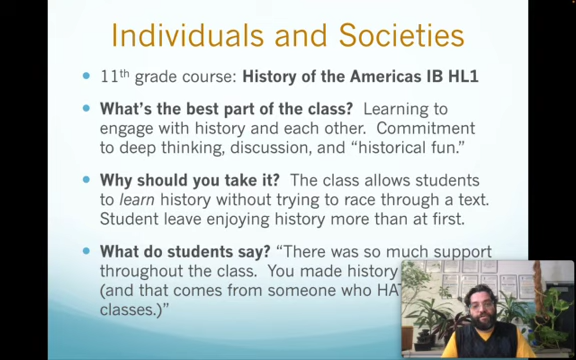 Individuals and Societies
11th grade course: History of the Americas IB HL1
What's the best part of the class? Learning to
engage with history and each other. Commitment
to deep thinking, discussion, and “historical fun.”
Why should you take it? The class allows students
to learn history without trying to race through a text.
Student leave enjoying history more than at first.
What do students say? “There was so much support
throughout the class. You made history
(and that comes from someone who HAT
classes.)”